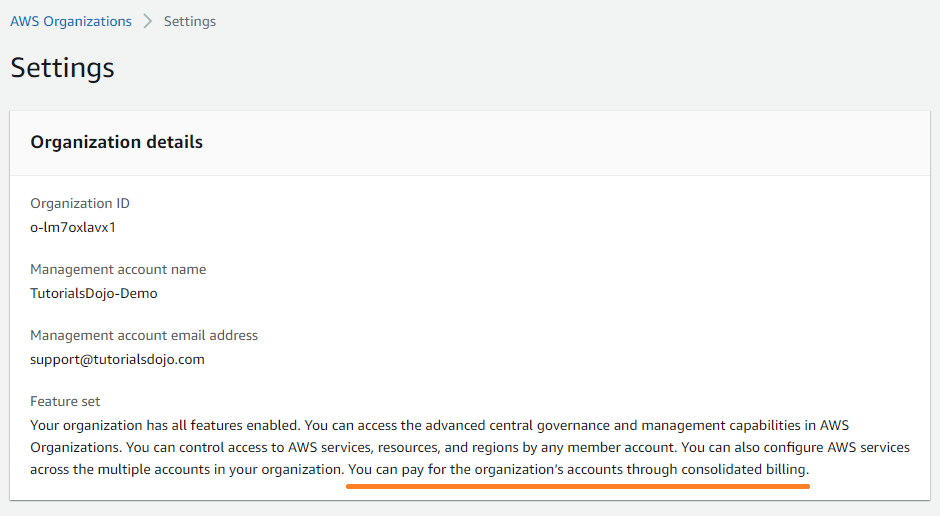 AWS Organizations > Settings
Settings
Organization details
Organization ID
o-lm7oxlavx1
Management account name
TutorialsDojo-Demo
Management account email address
support@tutorialsdojo.com
Feature set
Your organization has all features enabled. You can access the advanced central governance and management capabilities in AWS
Organizations. You can control access to AWS services, resources, and regions by any member account. You can also configure AWS services
across the multiple accounts in your organization. You can pay for the organization’s accounts through consolidated billing.